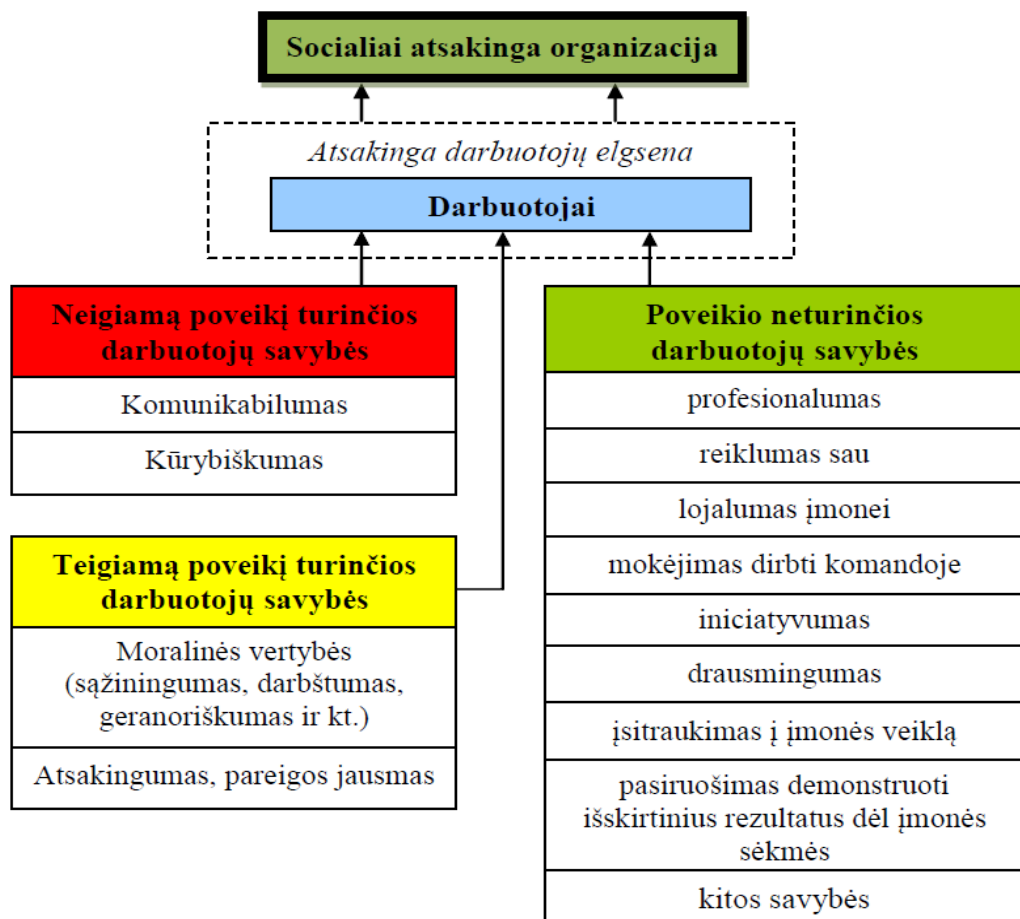 Socialiai atsakinga organizacija
Atsakinga darbuotojų elgsena
Darbuotojai
Neigiamą poveikį turinčios
darbuotojų savybės
Komunikabilumas
Kūrybiškumas
Teigiamą poveikį turinčios
darbuotojų savybės
Moralinės vertybės
(sąžiningumas, darbštumas,
geranoriškumas ir kt.)
Atsakingumas, pareigos jausmas
Poveikio neturinčios
darbuotojų savybės
profesionalumas
reiklumas sau
lojalumas įmonei
mokėjimas dirbti komandoje
iniciatyvumas
drausmingumas
įsitraukimas į įmonės veiklą
pasiruošimas demonstruoti
išskirtinius rezultatus dėl įmonės
sėkmės
kitos savybės